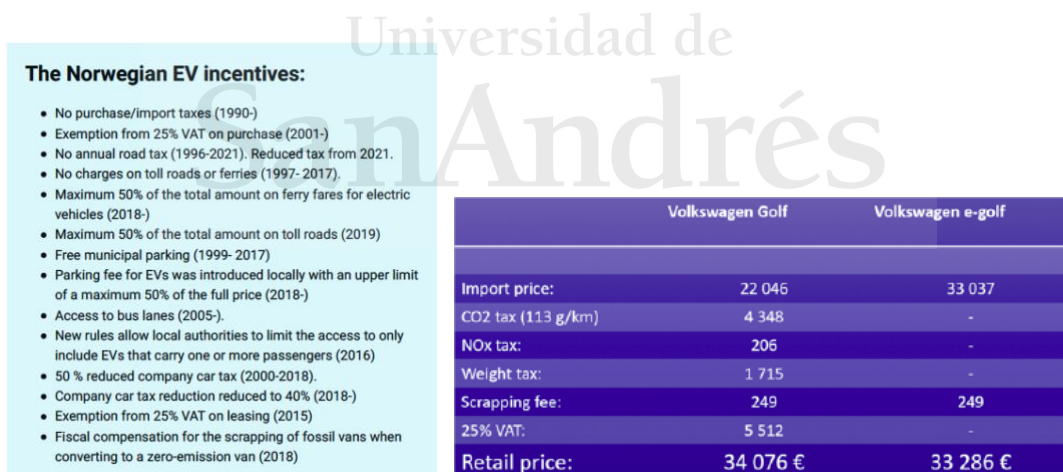 Universidad de
SanAndrés
The Norwegian EV incentives:
• No purchase/import taxes (1990-)
• Exemption from 25% VAT on purchase (2001-)
• No annual road tax (1996-2021). Reduced tax from 2021.
• No charges on toll roads or ferries (1997- 2017).
• Maximum 50% of the total amount on ferry fares for electric
vehicles (2018-)
• Maximum 50% of the total amount on toll roads (2019)
• Free municipal parking (1999- 2017)
• Parking fee for EVs was introduced locally with an upper limit
of a maximum 50% of the full price (2018-)
• Access to bus lanes (2005-).
• New rules allow local authorities to limit the access to only
include EVs that carry one or more passengers (2016)
• 50 % reduced company car tax (2000-2018).
• Company car tax reduction reduced to 40% (2018-)
• Exemption from 25% VAT on leasing (2015)
• Fiscal compensation for the scrapping of fossil vans when
converting to a zero-emission van (2018)
Volkswagen Golf Volkswagen e-golf
Import price: 22 046 33 037
CO2 tax (113 g/km) 4 348 -
NOx tax: 206 -
Weight tax: 1 715 -
Scrapping fee: 249 249
25% VAT: 5 512 -
Retail price: 34 076 € 33 286 €